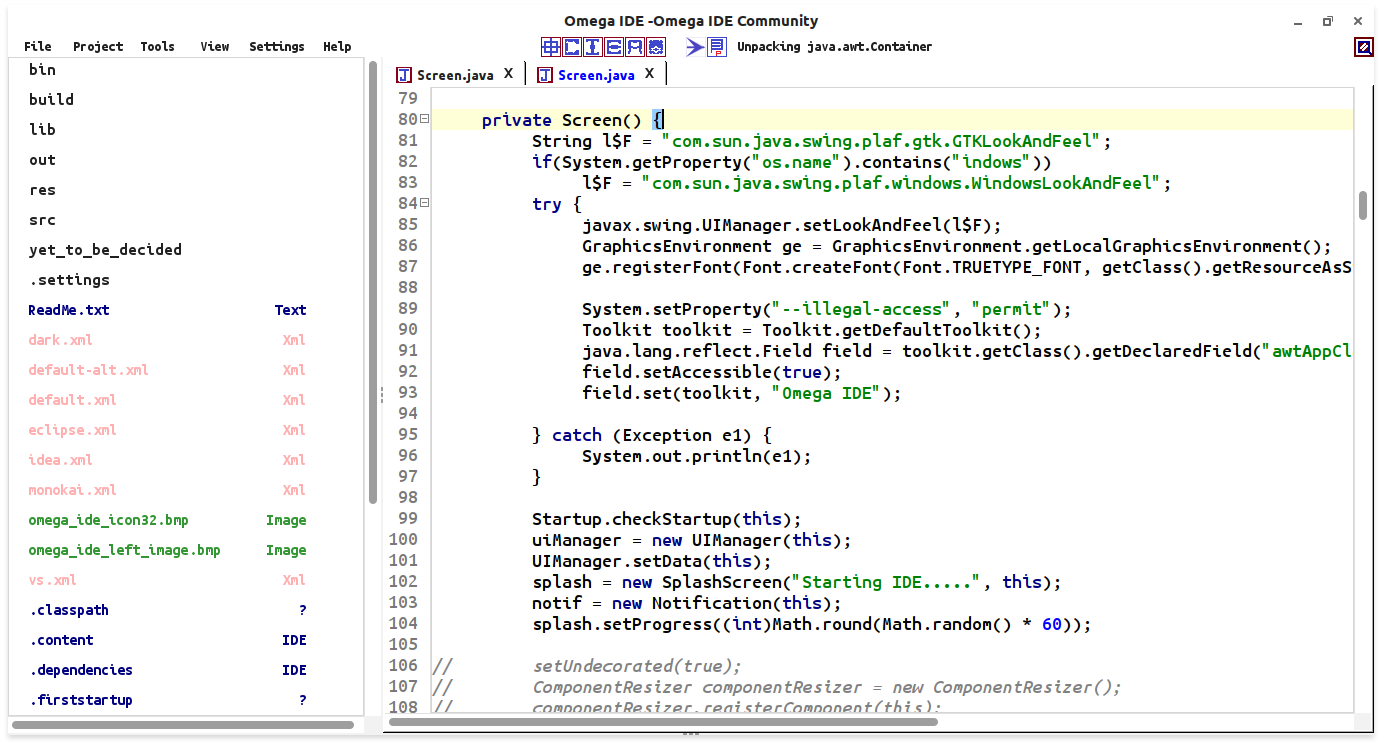 Omega IDE -Omega IDE Community
File Project Tools View Settings Help
Unpacking java.awt.Container
bin
build
lib
out
res
src
yet_to_be_decided
.settings
ReadMe.txt Text
dark.xml Xml
default-alt.xml Xml
default.xml Xml
eclipse.xml Xml
idea.xml Xml
monokai.xml Xml
omega_ide_icon32.bmp Image
omega_ide_left_image.bmp Image
vs.xml Xml
.classpath ?
.content IDE
.dependencies IDE
.firststartup ?
Screen.java X Screen.java X
79
80 private Screen() {
81 String l$F = "com.sun.java.swing.plaf.gtk.GTKLookAndFeel";
82 if(System.getProperty("os.name").contains("indows"))
83 l$F = "com.sun.java.swing.plaf.windows.WindowsLookAndFeel";
84 try {
85 javax.swing.UIManager.setLookAndFeel(l$F);
86 GraphicsEnvironment ge = GraphicsEnvironment.getLocalGraphicsEnvironment();
87 ge.registerFont(Font.createFont(Font.TRUETYPE_FONT, getClass().getResourceAsS
88
89 System.setProperty("--illegal-access", "permit");
90 Toolkit toolkit = Toolkit.getDefaultToolkit();
91 java.lang.reflect.Field field = toolkit.getClass().getDeclaredField("awtAppCl
92 field.setAccessible(true);
93 field.set(toolkit, "Omega IDE");
94
95 } catch (Exception e1) {
96 System.out.println(e1);
97 }
98
99 Startup.checkStartup(this);
100 uiManager = new UIManager(this);
101 UIManager.setData(this);
102 splash = new SplashScreen("Starting IDE.....", this);
103 notif = new Notification(this);
104 splash.setProgress((int)Math.round(Math.random() * 60));
105
106 // setUndecorated(true);
107 // ComponentResizer componentResizer = new ComponentResizer();
108 // componentResizer.registerComponent(this);